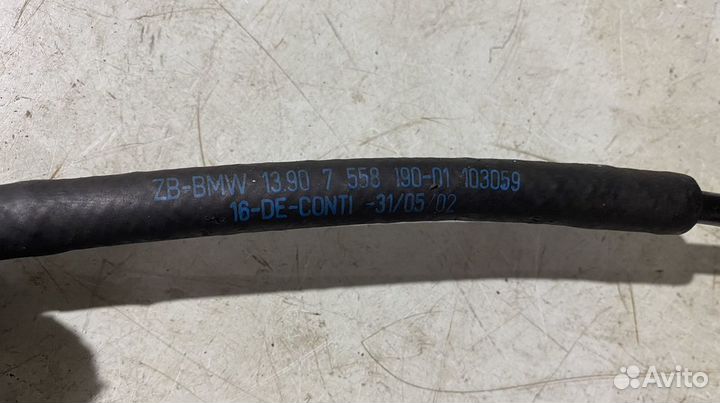 ZB-BMW 13.90 7 558 190-01 103059
16-DE-CONTI -31/05/02
Avito